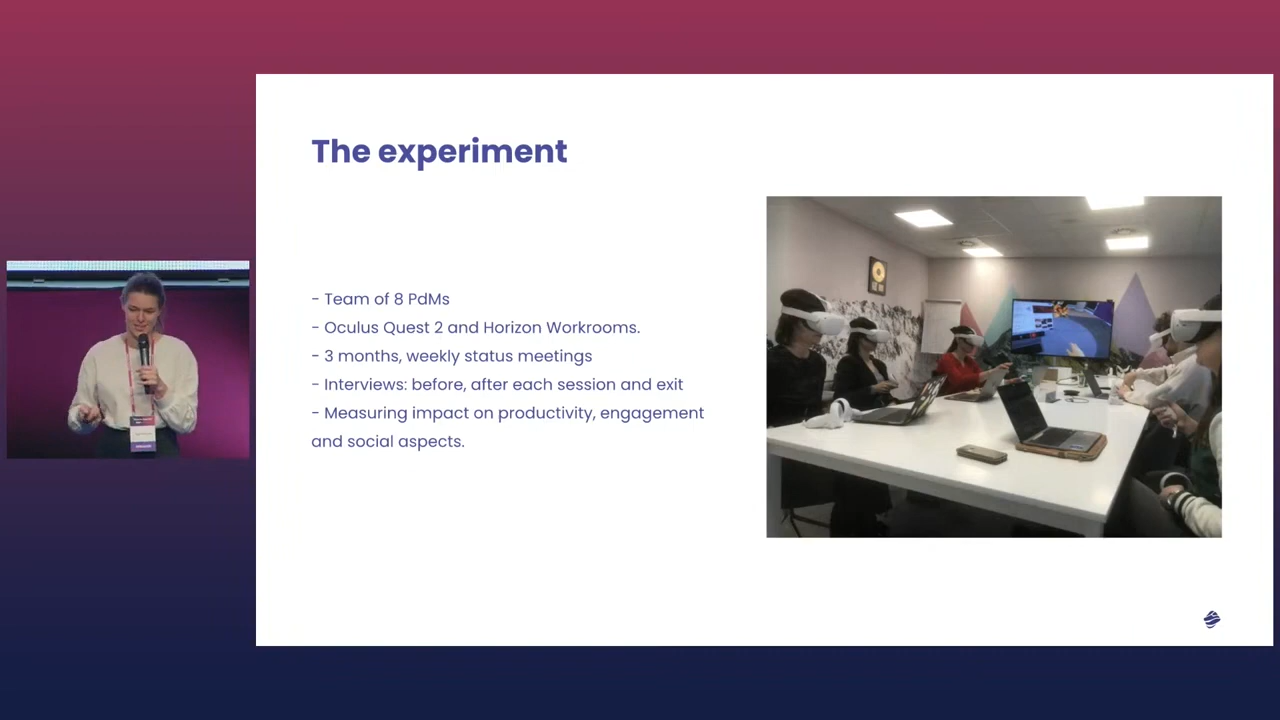 The experiment
- Team of 8 PdMs
- Oculus Quest 2 and Horizon Workrooms.
- 3 months, weekly status meetings
- Interviews: before, after each session and exit
- Measuring impact on productivity, engagement
and social aspects.